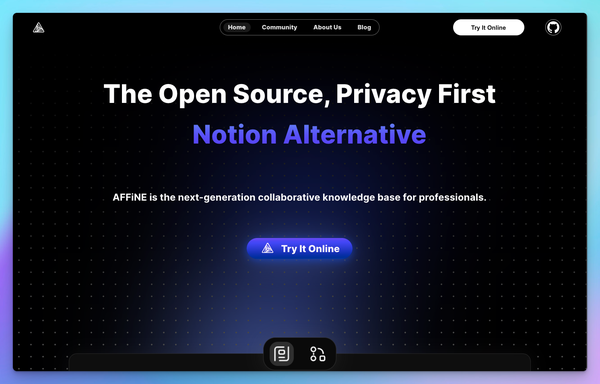 Home
Community
About Us
Blog
Try It Online
The Open Source, Privacy First
Notion Alternative
AFFiNE is the next-generation collaborative knowledge base for professionals.
Try It Online